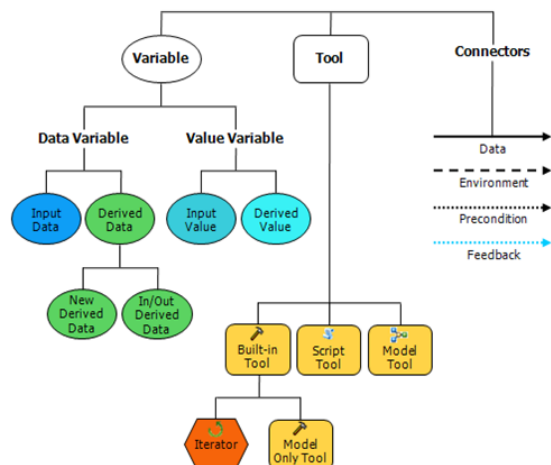 Variable
Tool
Connectors
Data Variable
Value Variable
Data
Environment
Precondition
Feedback
Input
Data
Derived
Data
Input
Value
Derived
Value
New
Derived
Data
In/Out
Derived
Data
Built-in
Tool
Script
Tool
Model
Tool
Iterator
Model
Only Tool